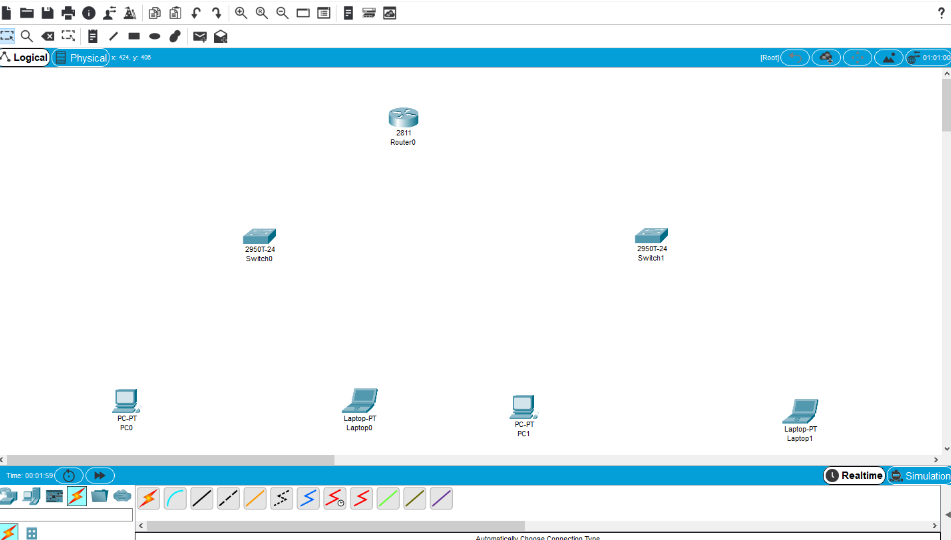 ?
Logical
Physical x: 424, y: 406
[Root]
01:01:00
2811
Router0
2950T-24
Switch0
2950T-24
Switch1
PC-PT
PC0
Laptop-PT
Laptop0
PC-PT
PC1
Laptop-PT
Laptop1
Time: 00:01:59
Realtime
Simulation
Automatically Choose Connection Type